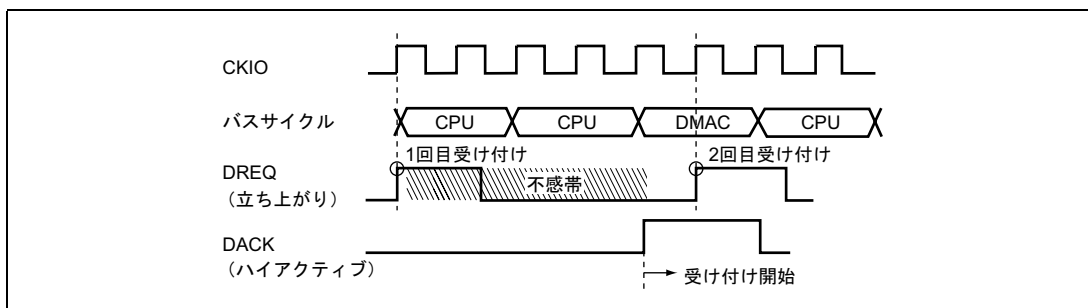 CKIO
バスサイクル
CPU
CPU
DMAC
CPU
1回目受け付け
2回目受け付け
DREQ
(立ち上がり)
不感帯
DACK
(ハイアクティブ)
受け付け開始